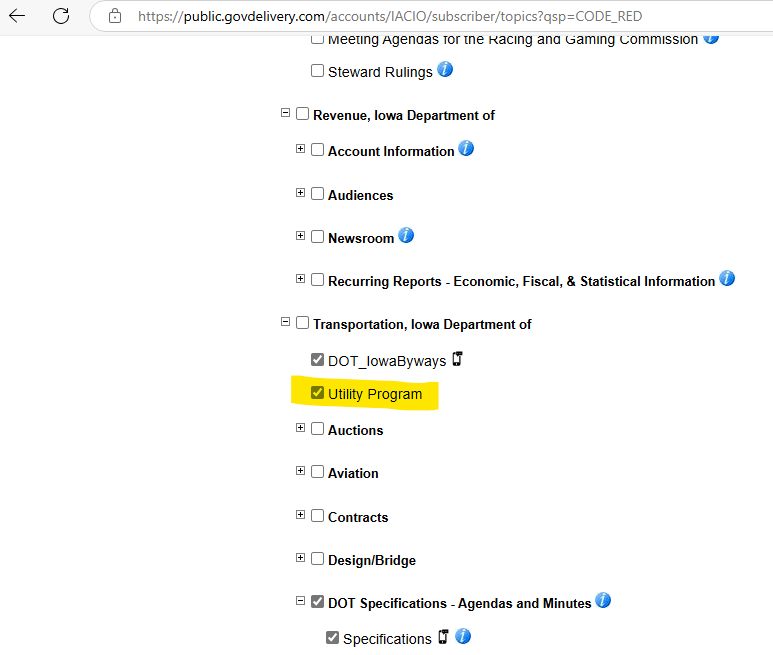 https://public.govdelivery.com/accounts/IACIO/subscriber/topics?qsp=CODE_RED
Meeting Agendas for the Racing and Gaming Commission
Steward Rulings
Revenue, Iowa Department of
Account Information
Audiences
Newsroom
Recurring Reports - Economic, Fiscal, & Statistical Information
Transportation, Iowa Department of
DOT_IowaByways
Utility Program
Auctions
Aviation
Contracts
Design/Bridge
DOT Specifications - Agendas and Minutes
Specifications